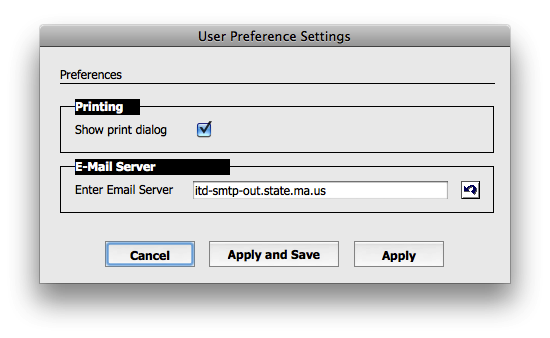 User Preference Settings
Preferences
Printing
Show print dialog
E-Mail Server
Enter Email Server itd-smtp-out.state.ma.us
Cancel Apply and Save Apply